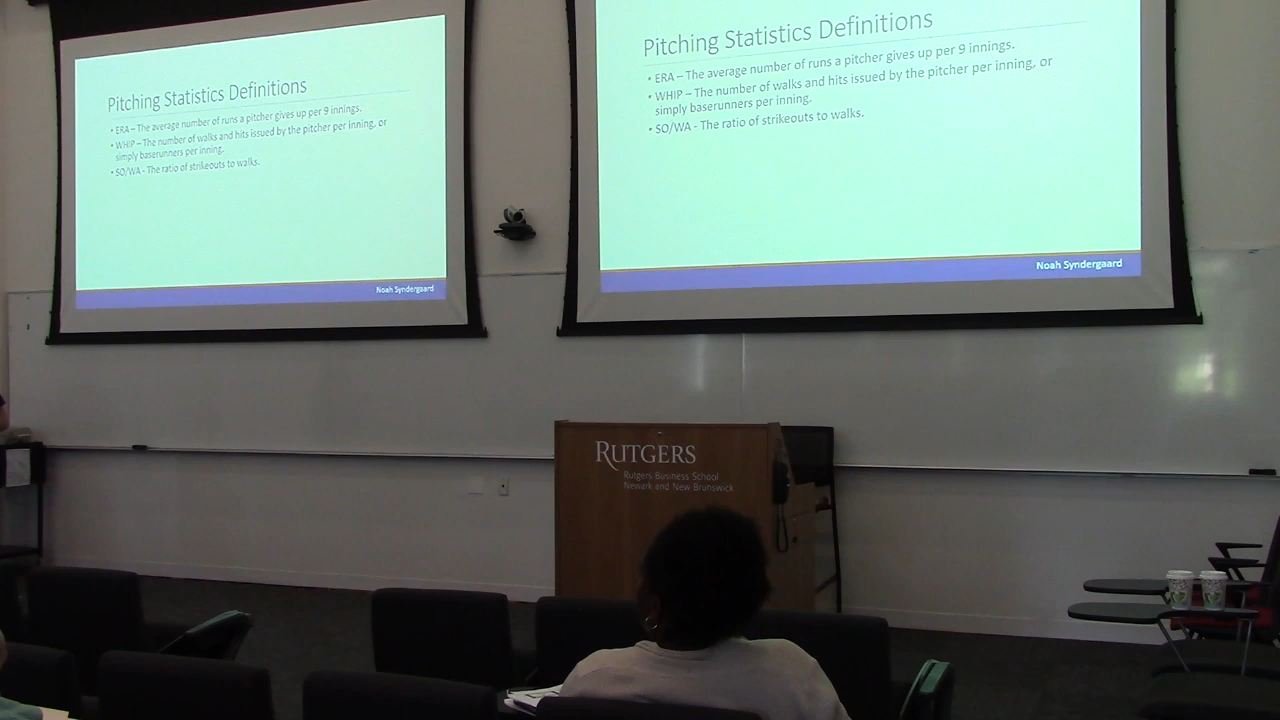 Pitching Statistics Definitions
• ERA – The average number of runs a pitcher gives up per 9 innings.
• WHIP – The number of walks and hits issued by the pitcher per inning, or
simply baserunners per inning.
• SO/WA - The ratio of strikeouts to walks.
Noah Syndergaard
Pitching Statistics Definitions
• ERA – The average number of runs a pitcher gives up per 9 innings.
• WHIP – The number of walks and hits issued by the pitcher per inning, or
simply baserunners per inning.
• SO/WA - The ratio of strikeouts to walks.
Noah Syndergaard
RUTGERS
Rutgers Business School
Newark and New Brunswick